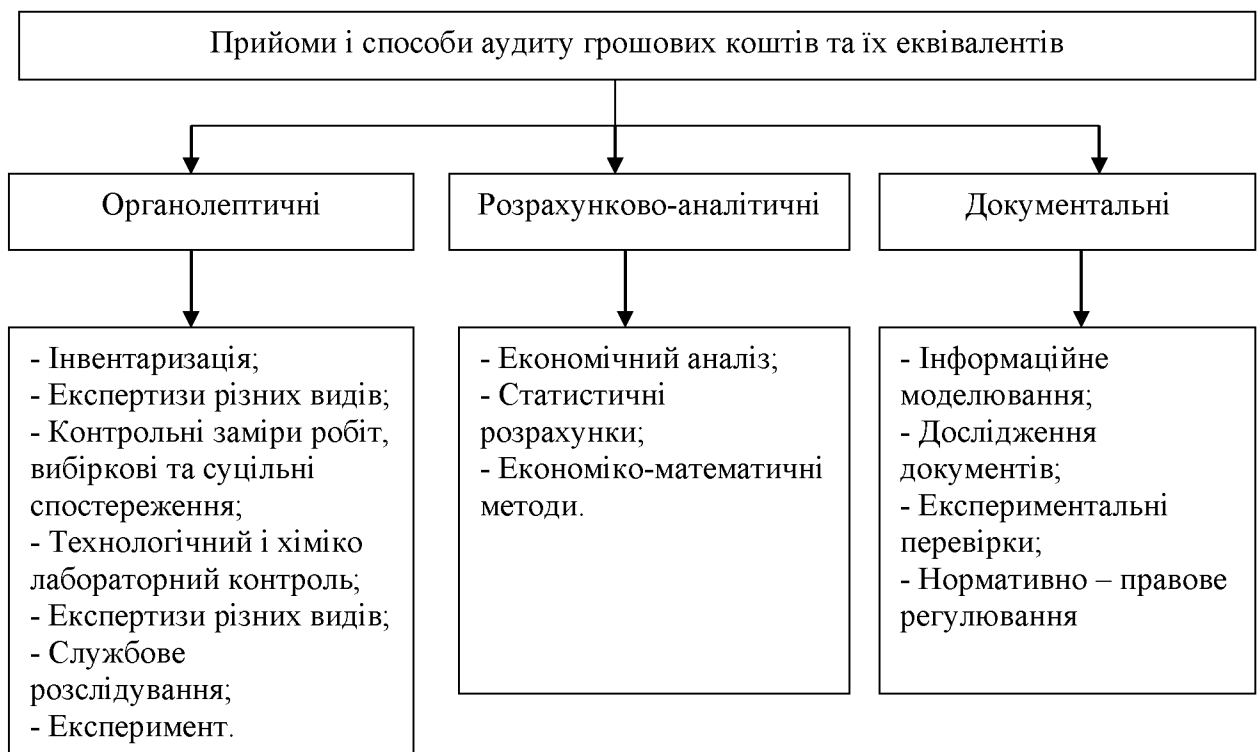 Прийоми і способи аудиту грошових коштів та їх еквівалентів
Органолептичні
Розрахунково-аналітичні
Документальні
- Інвентаризація;
- Експертизи різних видів;
- Контрольні заміри робіт,
вибіркові та суцільні
спостереження;
- Технологічний і хіміко
лабораторний контроль;
- Експертизи різних видів;
- Службове
розслідування;
- Експеримент.
- Економічний аналіз;
- Статистичні
розрахунки;
- Економіко-математичні
методи.
- Інформаційне
моделювання;
- Дослідження
документів;
- Експериментальні
перевірки;
- Нормативно – правове
регулювання